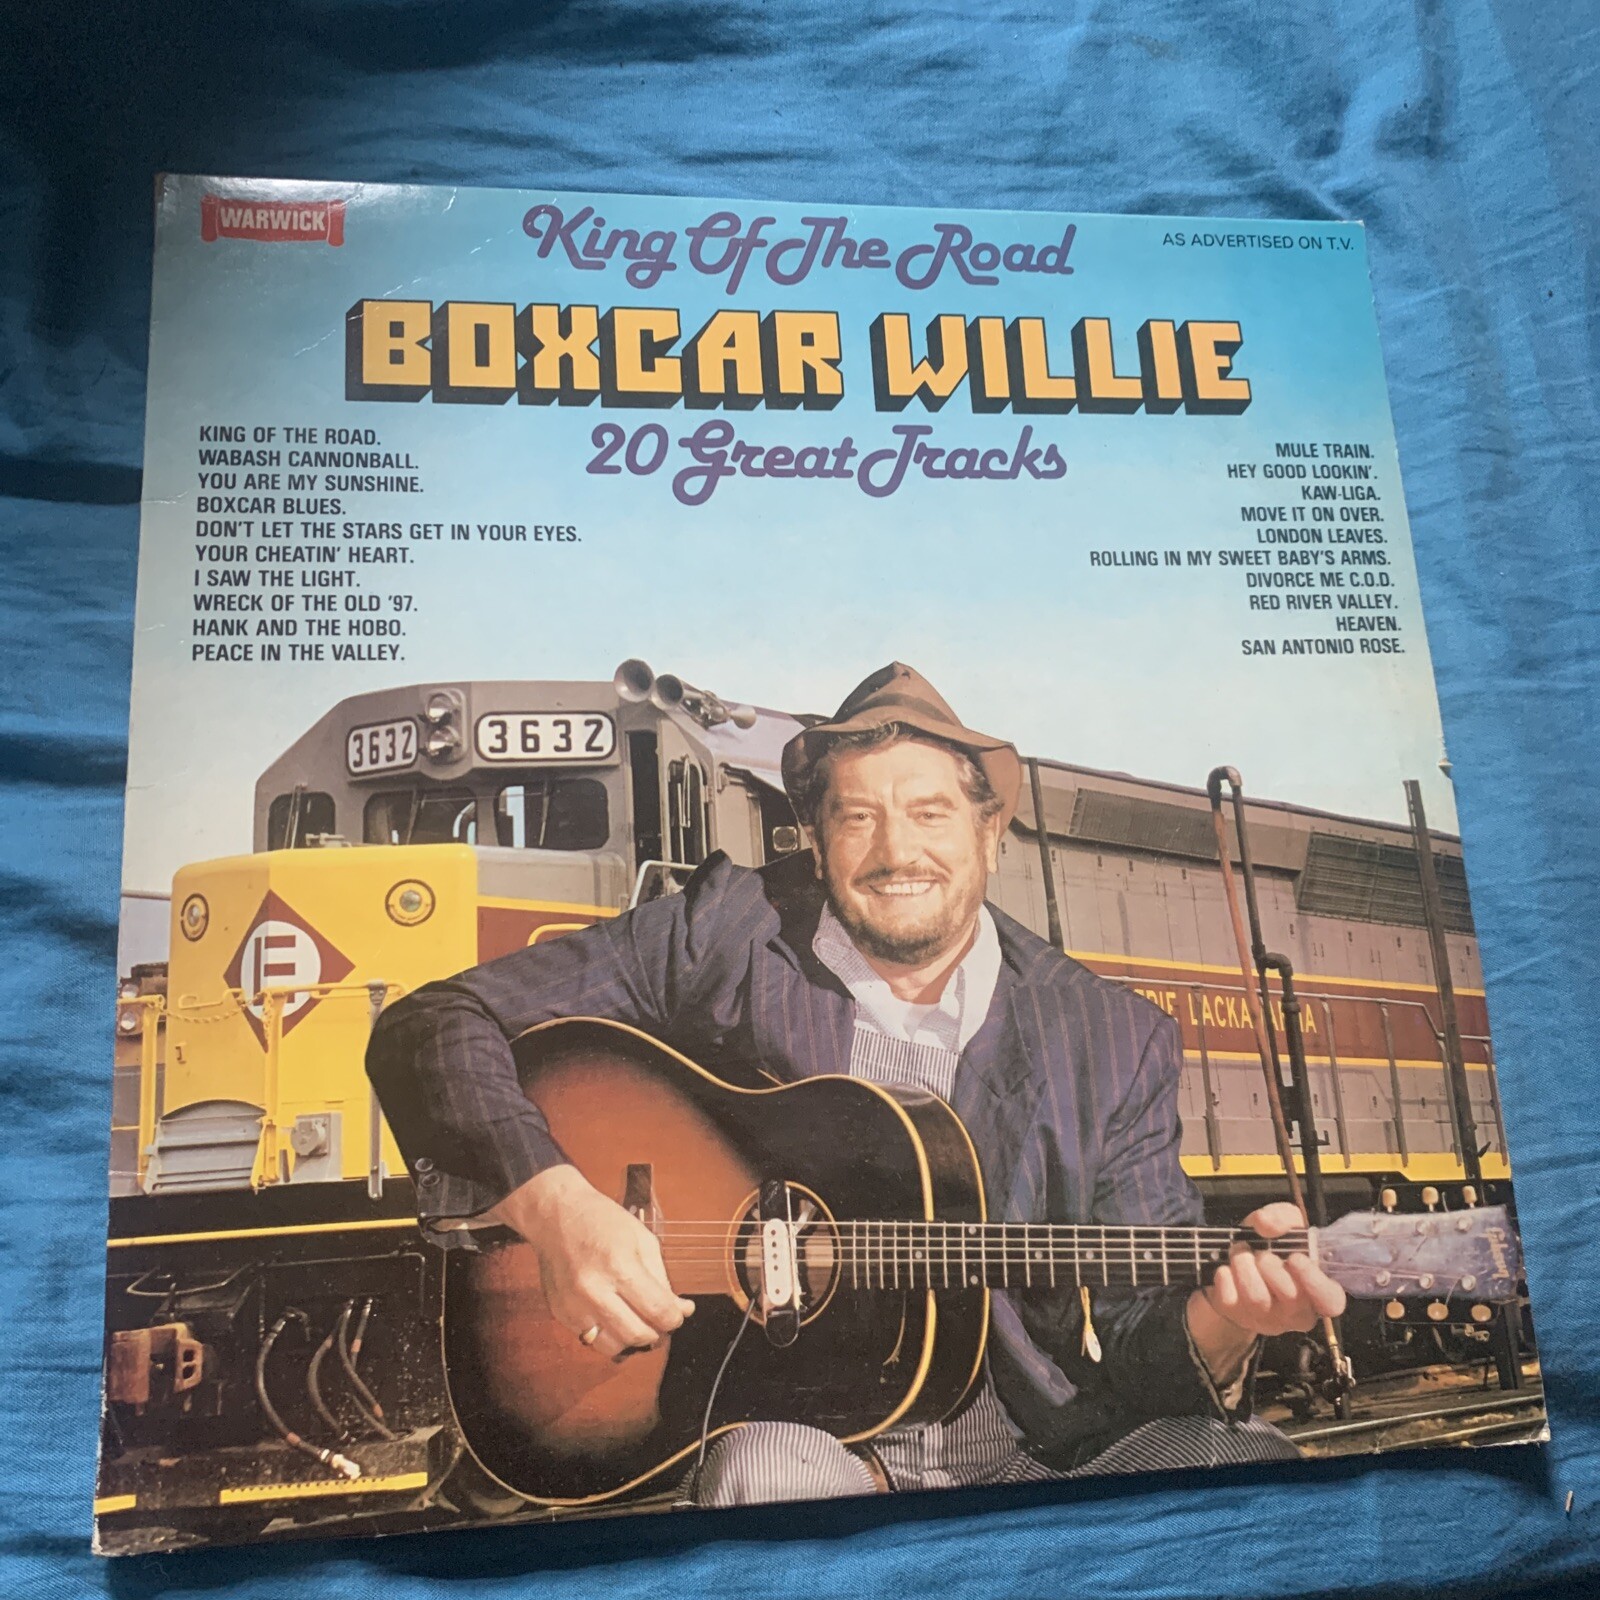 WARWICK
King Of The Road
AS ADVERTISED ON T.V.
BOXCAR WILLIE
20 Great Tracks
KING OF THE ROAD.
WABASH CANNONBALL.
YOU ARE MY SUNSHINE.
BOXCAR BLUES.
DON'T LET THE STARS GET IN YOUR EYES.
YOUR CHEATIN' HEART.
I SAW THE LIGHT.
WRECK OF THE OLD '97.
HANK AND THE HOBO.
PEACE IN THE VALLEY.
MULE TRAIN.
HEY GOOD LOOKIN'.
KAW-LIGA.
MOVE IT ON OVER.
LONDON LEAVES.
ROLLING IN MY SWEET BABY'S ARMS.
DIVORCE ME C.O.D.
RED RIVER VALLEY.
HEAVEN.
SAN ANTONIO ROSE.
3632
3632
E
ERIE LACKAWANNA
Gibson